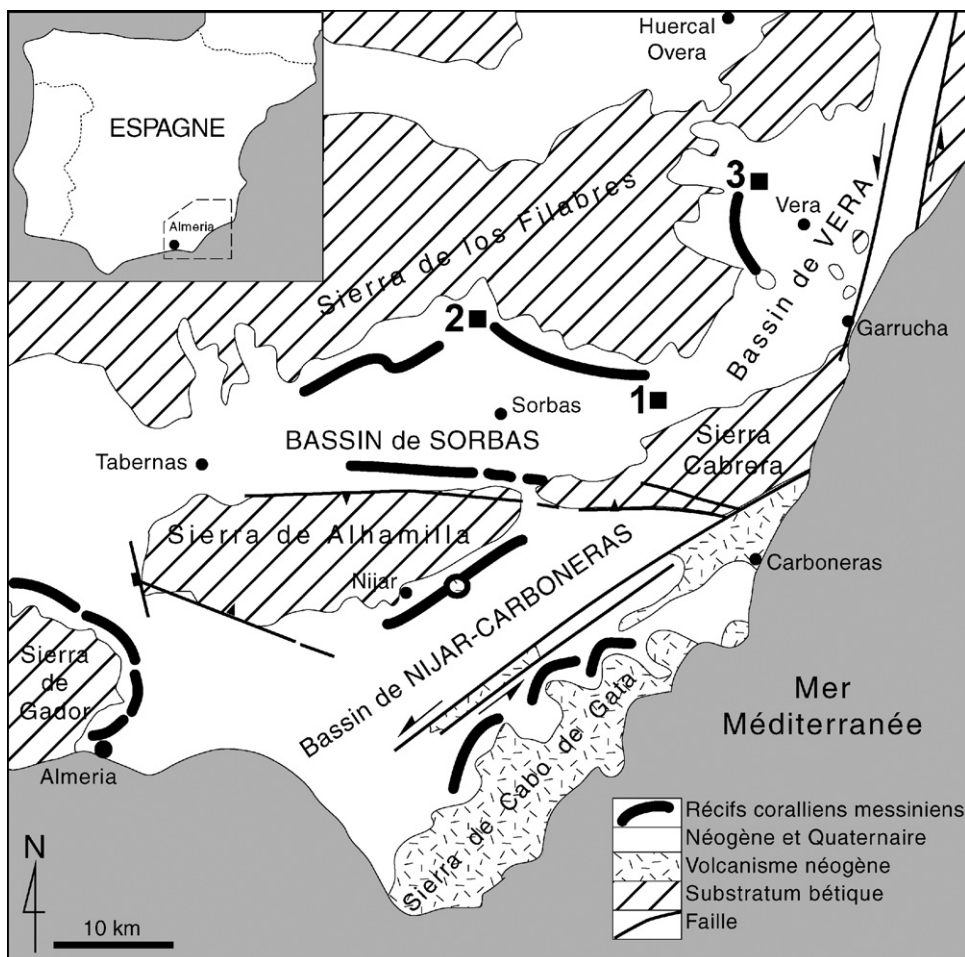 ESPAGNE
Almeria
Huercal
Overa
Sierra de los Filabres
3
Vera
Bassin de VERA
Garrucha
2
1
Sorbas
BASSIN de SORBAS
Tabernas
Sierra
Cabrera
Sierra de Alhamilla
Nijar
Carboneras
Bassin de NIJAR-CARBONERAS
Sierra
de
Gador
Almeria
Sierra de Cabo de Gata
Mer
Méditerranée
N
10 km
Récifs coralliens messiniens
Néogène et Quaternaire
Volcanisme néogène
Substratum bétique
Faille